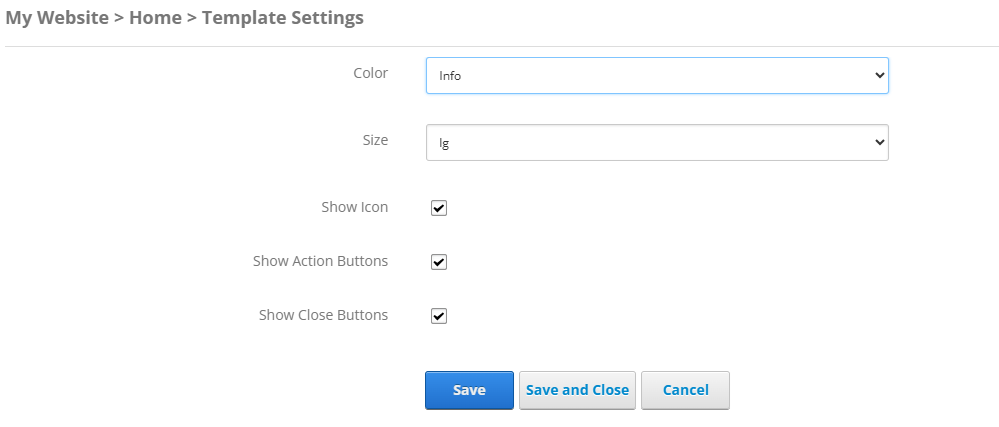 My Website > Home > Template Settings
Color
Info
Size
lg
Show Icon
Show Action Buttons
Show Close Buttons
Save
Save and Close
Cancel